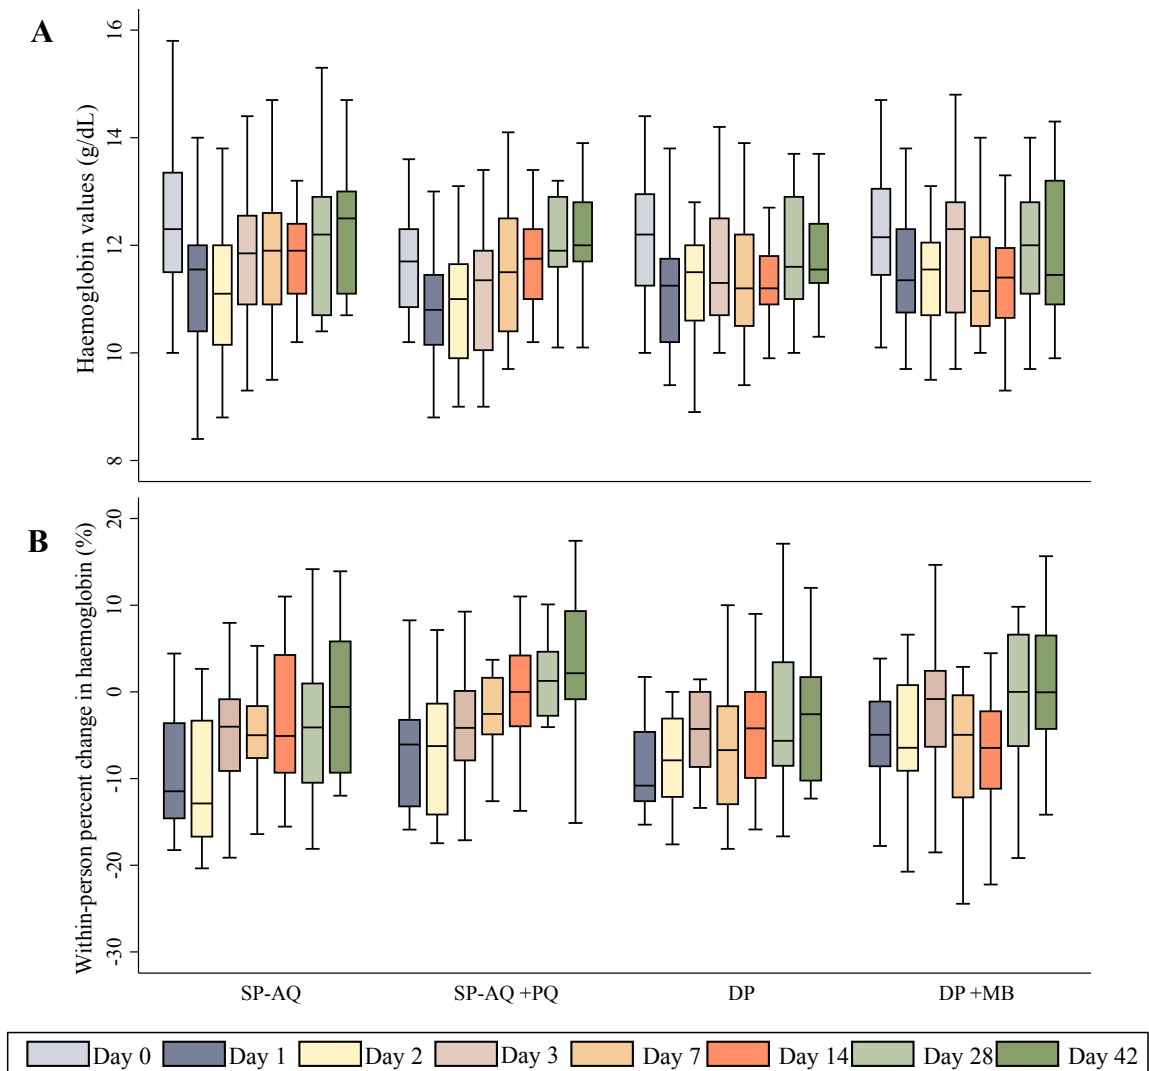 A
Haemoglobin values (g/dL)
16
14
12
10
8
B
Within-person percent change in haemoglobin (%)
20
10
0
-10
-20
-30
SP-AQ SP-AQ +PQ DP DP +MB
Day 0 Day 1 Day 2 Day 3 Day 7 Day 14 Day 28 Day 42